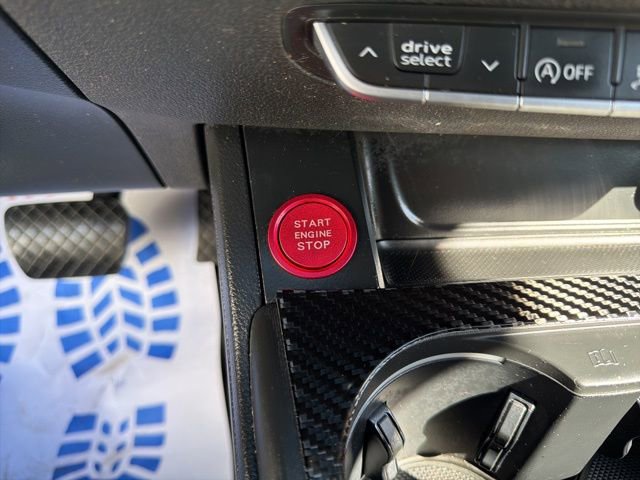 drive
select
A OFF
START
ENGINE
STOP